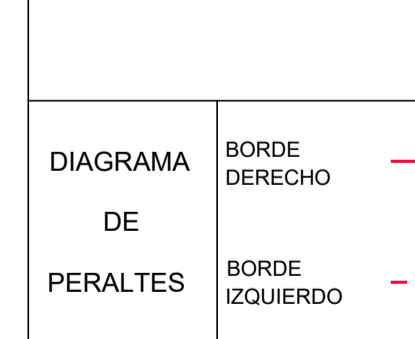 DIAGRAMA
DE
PERALTES
BORDE
DERECHO
BORDE
IZQUIERDO